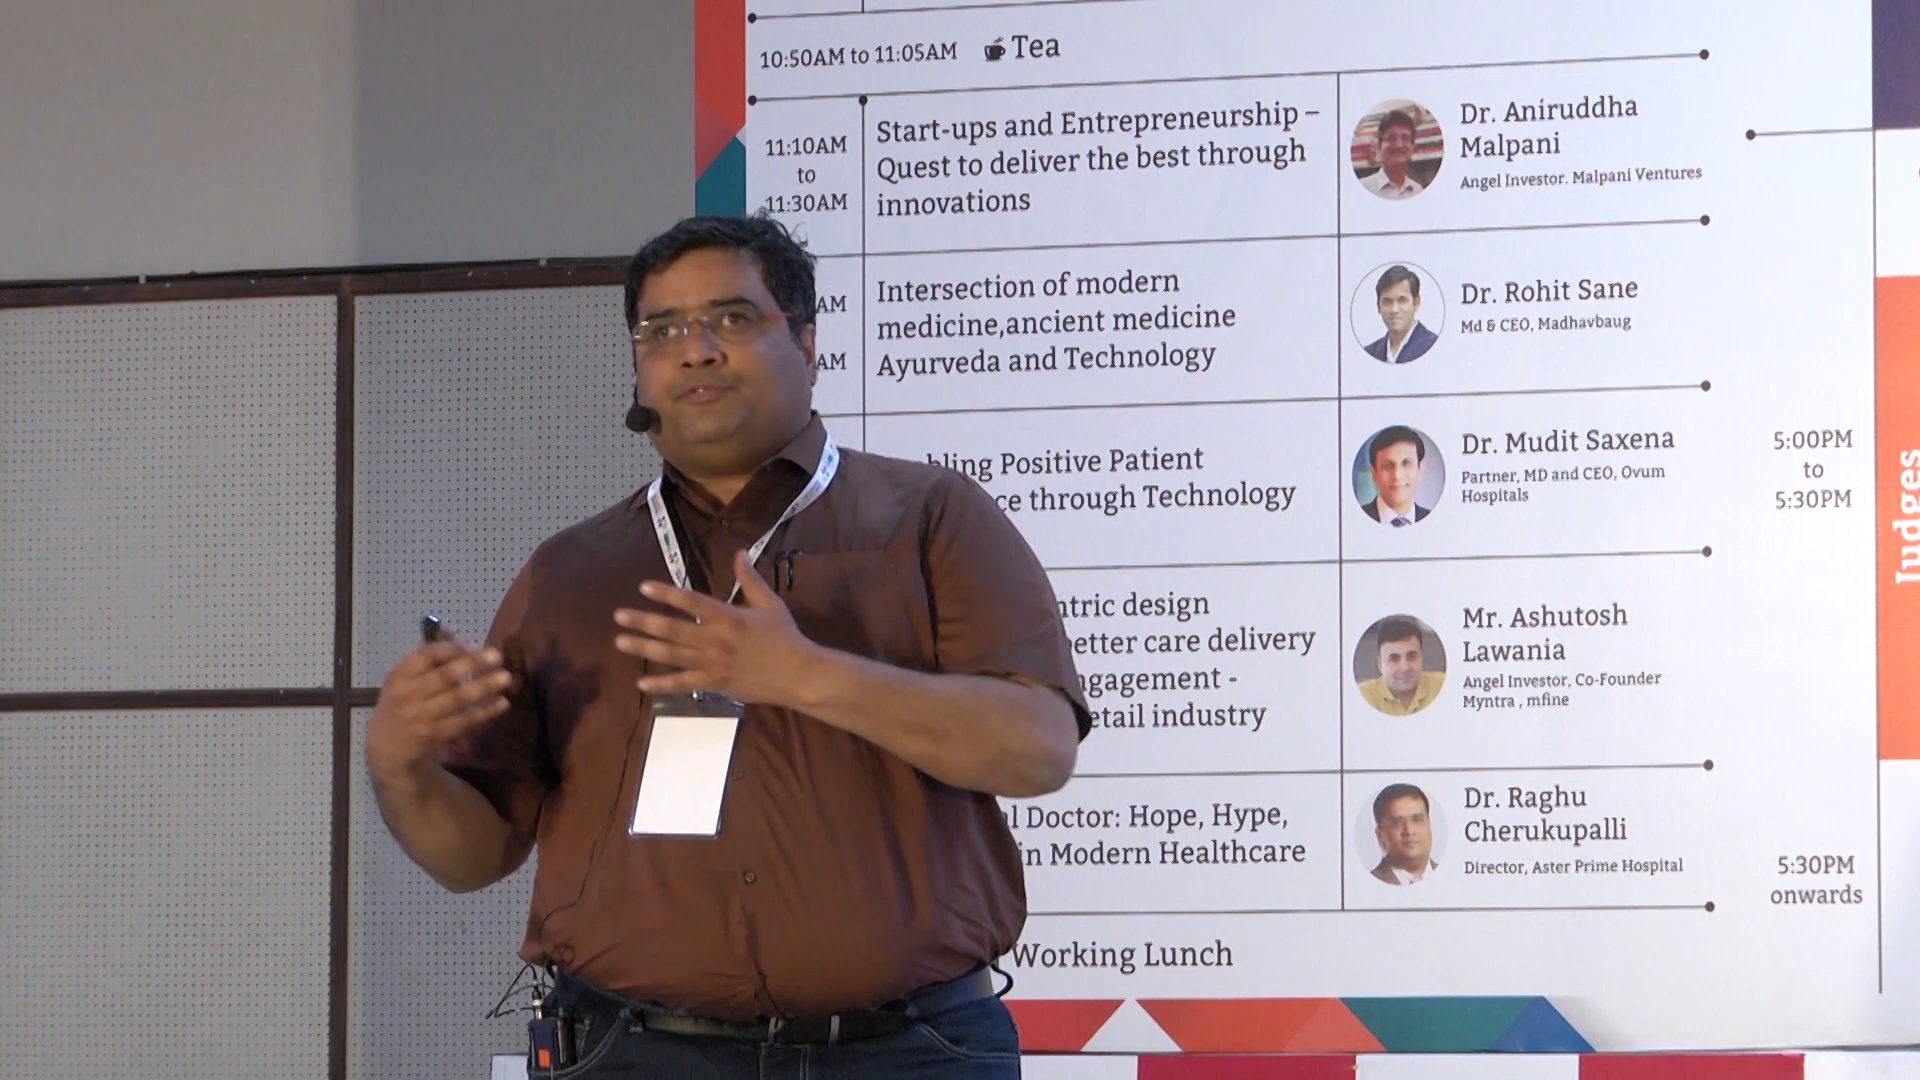 10:50AM to 11:05AM Tea
11:10AM
to
11:30AM
Start-ups and Entrepreneurship –
Quest to deliver the best through
innovations
Dr. Aniruddha
Malpani
Angel Investor. Malpani Ventures
AM
AM
Intersection of modern
medicine,ancient medicine
Ayurveda and Technology
Dr. Rohit Sane
Md & CEO, Madhavbaug
Positive Patient
through Technology
Dr. Mudit Saxena
Partner, MD and CEO, Ovum
Hospitals
design
care delivery
-
industry
Mr. Ashutosh
Lawania
Angel Investor, Co-Founder
Myntra , mfine
Doctor: Hope, Hype,
in Modern Healthcare
Dr. Raghu
Cherukupalli
Director, Aster Prime Hospital
Working Lunch
5:00PM
to
5:30PM
5:30PM
onwards
Judges